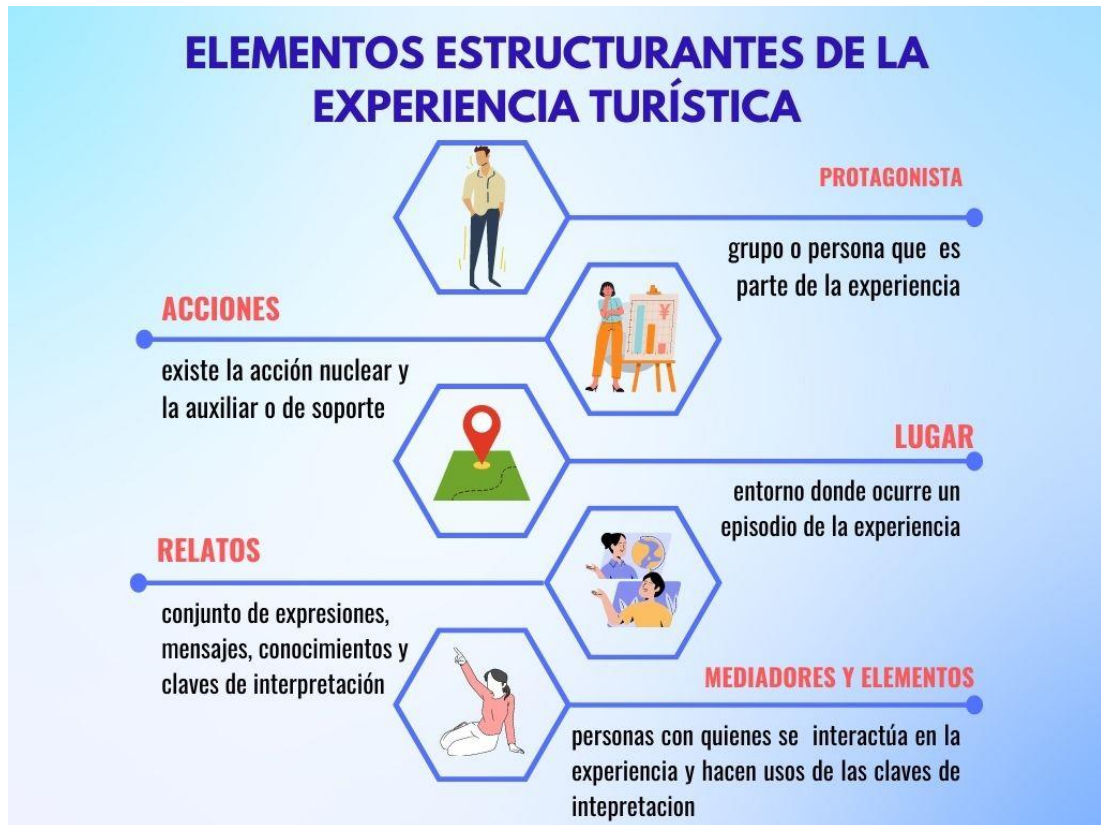 ELEMENTOS ESTRUCTURANTES DE LA
EXPERIENCIA TURÍSTICA
PROTAGONISTA
grupo o persona que es
parte de la experiencia
ACCIONES
existe la acción nuclear y
la auxiliar o de soporte
¥
LUGAR
entorno donde ocurre un
episodio de la experiencia
RELATOS
conjunto de expresiones,
mensajes, conocimientos y
claves de interpretación
MEDIADORES Y ELEMENTOS
personas con quienes se interactúa en la
experiencia y hacen usos de las claves de
intepretacion